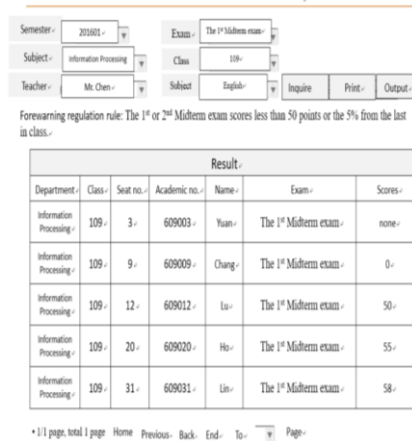 Semester 201601 Exam The 1st Midterm exam
Subject Information Processing Class 109
Teacher Mr. Chen Subject English Inquire Print Output
Forewarning regulation rule: The 1st or 2nd Midterm exam scores less than 50 points or the 5% from the last
in class.
Result
Department Class Seat no. Academic no. Name Exam Scores
Information
Processing 109 3 609003 Yuan The 1st Midterm exam none
Information
Processing 109 9 609009 Chang The 1st Midterm exam 0
Information
Processing 109 12 609012 Lu The 1st Midterm exam 50
Information
Processing 109 20 609020 Ho The 1st Midterm exam 55
Information
Processing 109 31 609031 Lin The 1st Midterm exam 58
• 1/1 page, total 1 page Home Previous Back End To Page